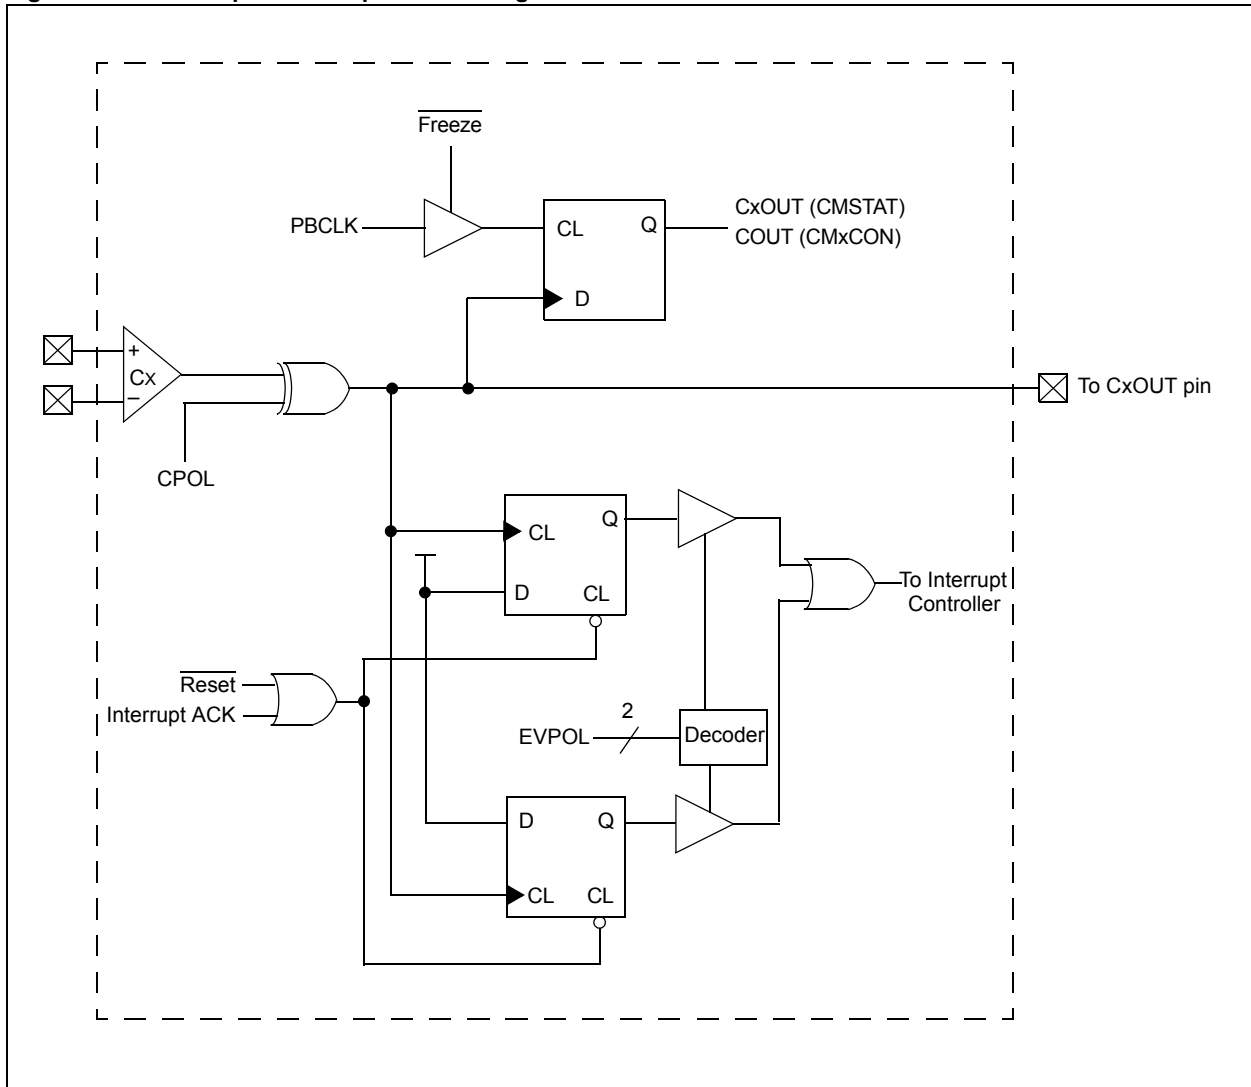 Freeze
PBCLK
CL
Q
D
CxOUT (CMSTAT)
COUT (CMxCON)
+
Cx
−
CPOL
To CxOUT pin
CL
Q
D
CL
To Interrupt
Controller
Reset
Interrupt ACK
EVPOL
2
Decoder
D
Q
CL
CL